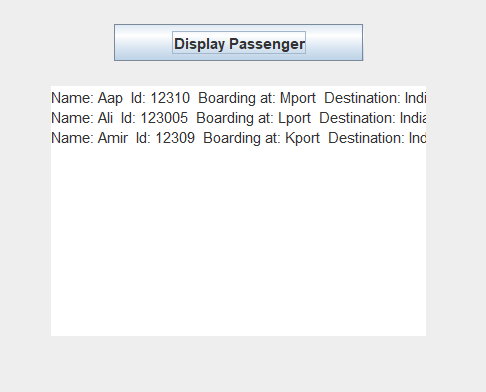 Display Passenger
Name: Aap Id: 12310 Boarding at: Mport Destination: Indi
Name: Ali Id: 123005 Boarding at: Lport Destination: India
Name: Amir Id: 12309 Boarding at: Kport Destination: Ind